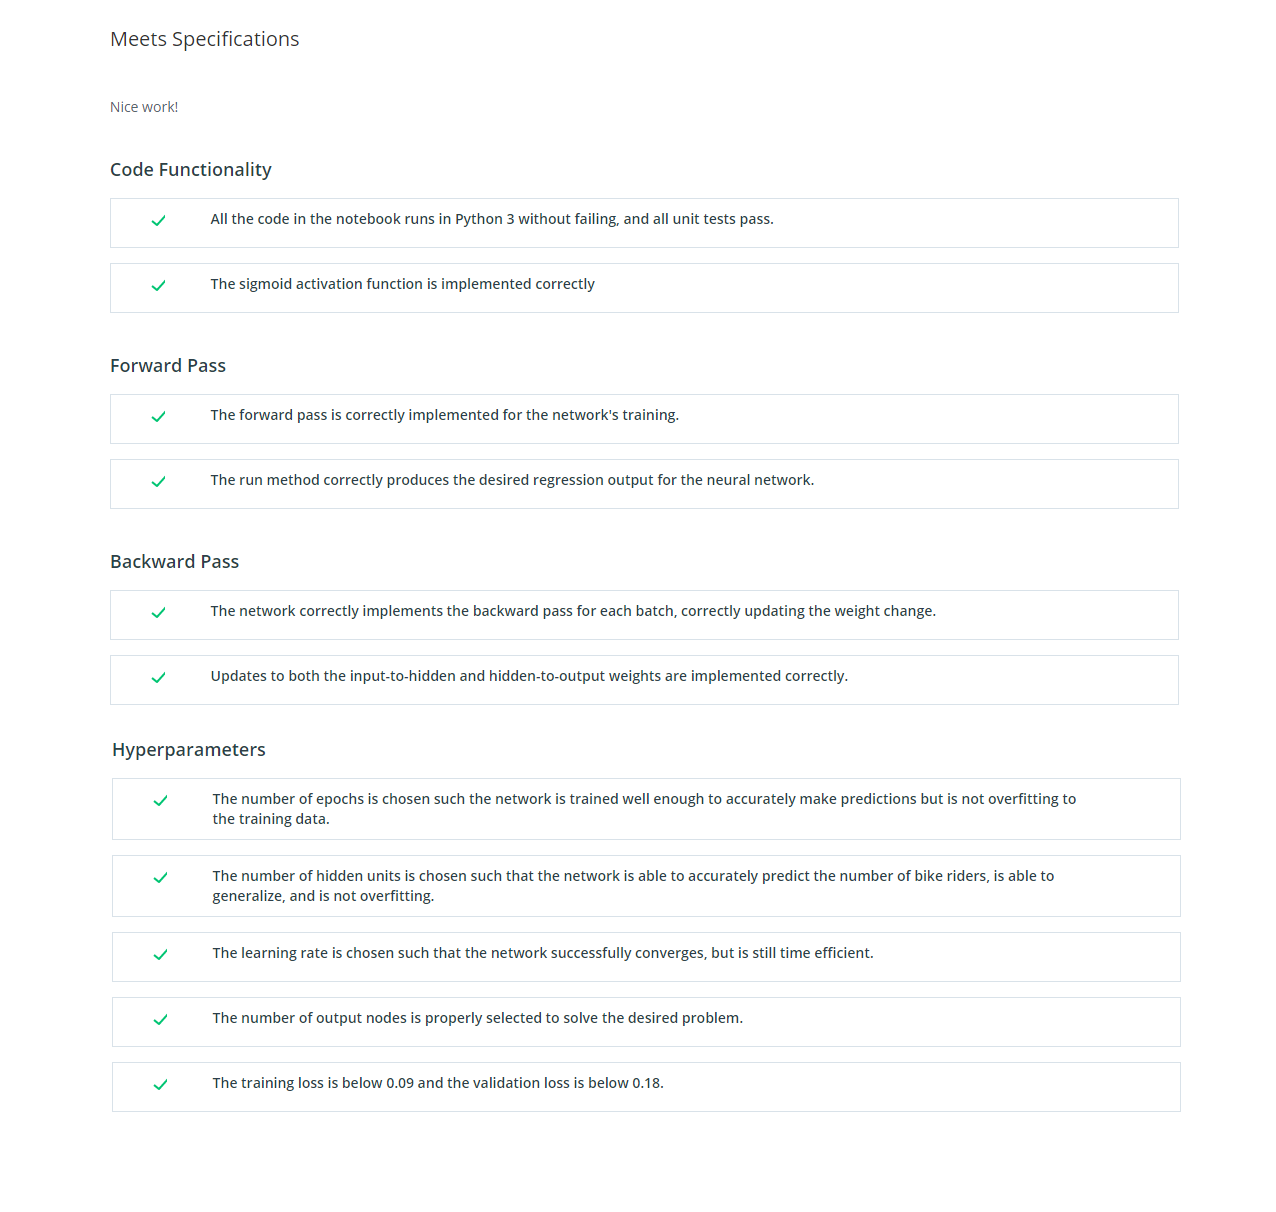 Meets Specifications
Nice work!
Code Functionality
All the code in the notebook runs in Python 3 without failing, and all unit tests pass.
The sigmoid activation function is implemented correctly
Forward Pass
The forward pass is correctly implemented for the network's training.
The run method correctly produces the desired regression output for the neural network.
Backward Pass
The network correctly implements the backward pass for each batch, correctly updating the weight change.
Updates to both the input-to-hidden and hidden-to-output weights are implemented correctly.
Hyperparameters
The number of epochs is chosen such the network is trained well enough to accurately make predictions but is not overfitting to
the training data.
The number of hidden units is chosen such that the network is able to accurately predict the number of bike riders, is able to
generalize, and is not overfitting.
The learning rate is chosen such that the network successfully converges, but is still time efficient.
The number of output nodes is properly selected to solve the desired problem.
The training loss is below 0.09 and the validation loss is below 0.18.